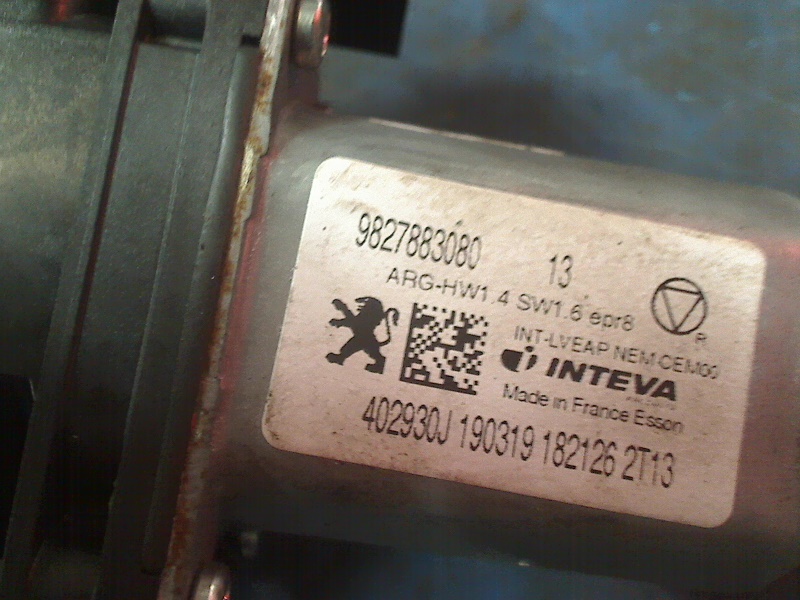 9827883080 13
ARG-HW1.4 SW1.6 epr8
R
INT-LVEAP NEM CEM00
INTEVA
Made in France Esson
402930J 190319 182126 2T13